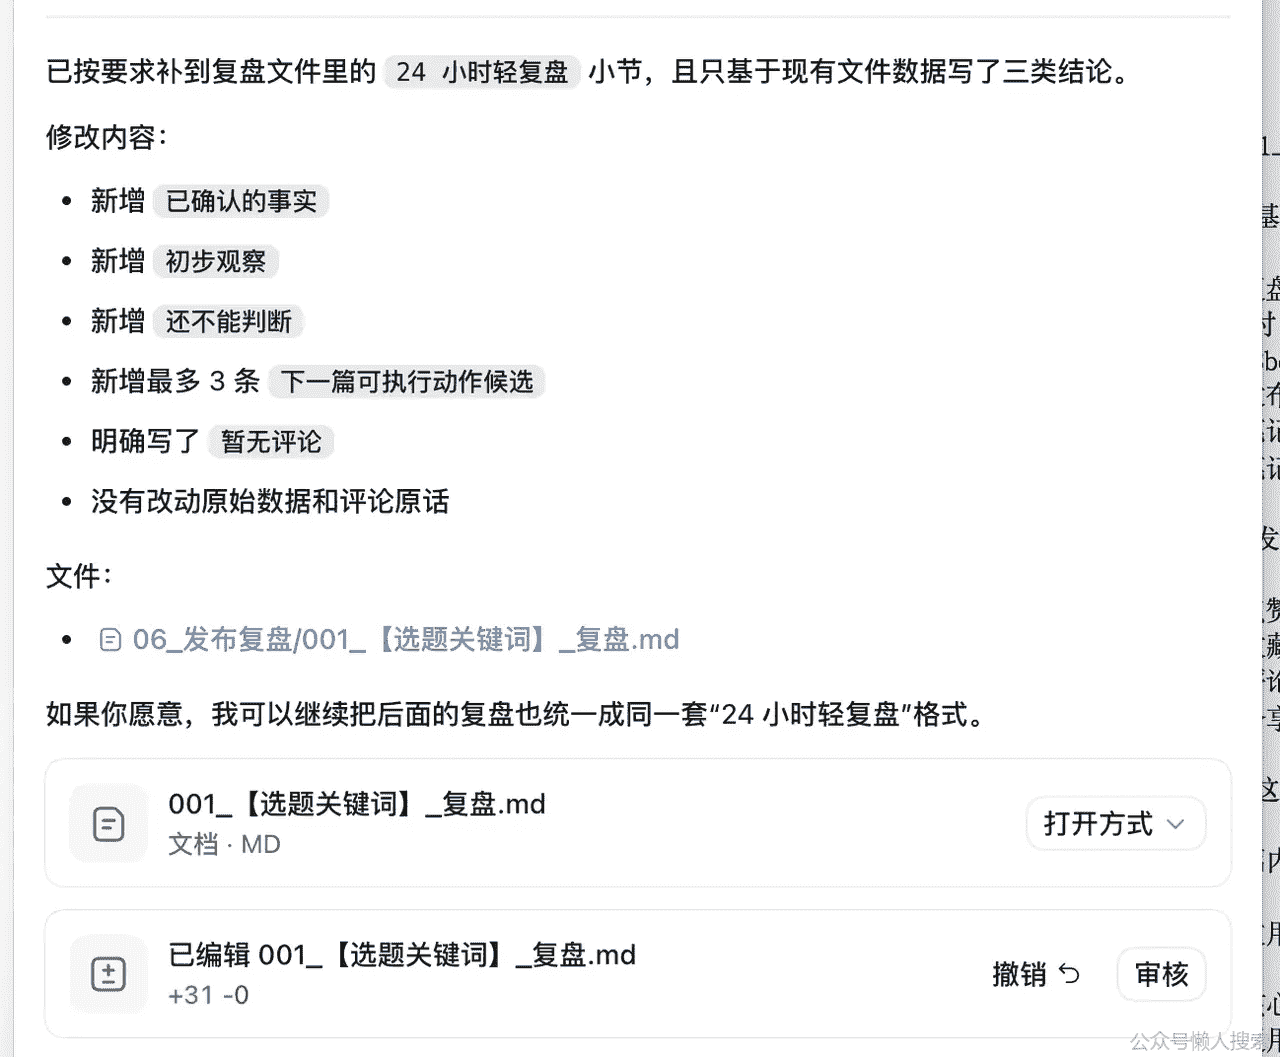 已按要求补到复盘文件里的 24 小时轻复盘 小节，且只基于现有文件数据写了三类结论。
修改内容：
新增 已确认的事实
新增 初步观察
新增 还不能判断
新增最多 3 条 下一篇可执行动作候选
明确写了 暂无评论
没有改动原始数据和评论原话
文件：
06_发布复盘/001_【选题关键词】_复盘.md
如果你愿意，我可以继续把后面的复盘也统一成同一套“24 小时轻复盘”格式。
001_【选题关键词】_复盘.md
打开方式
文档 · MD
已编辑 001_【选题关键词】_复盘.md
撤销
审核
+31 -0
公众号懒人搜索